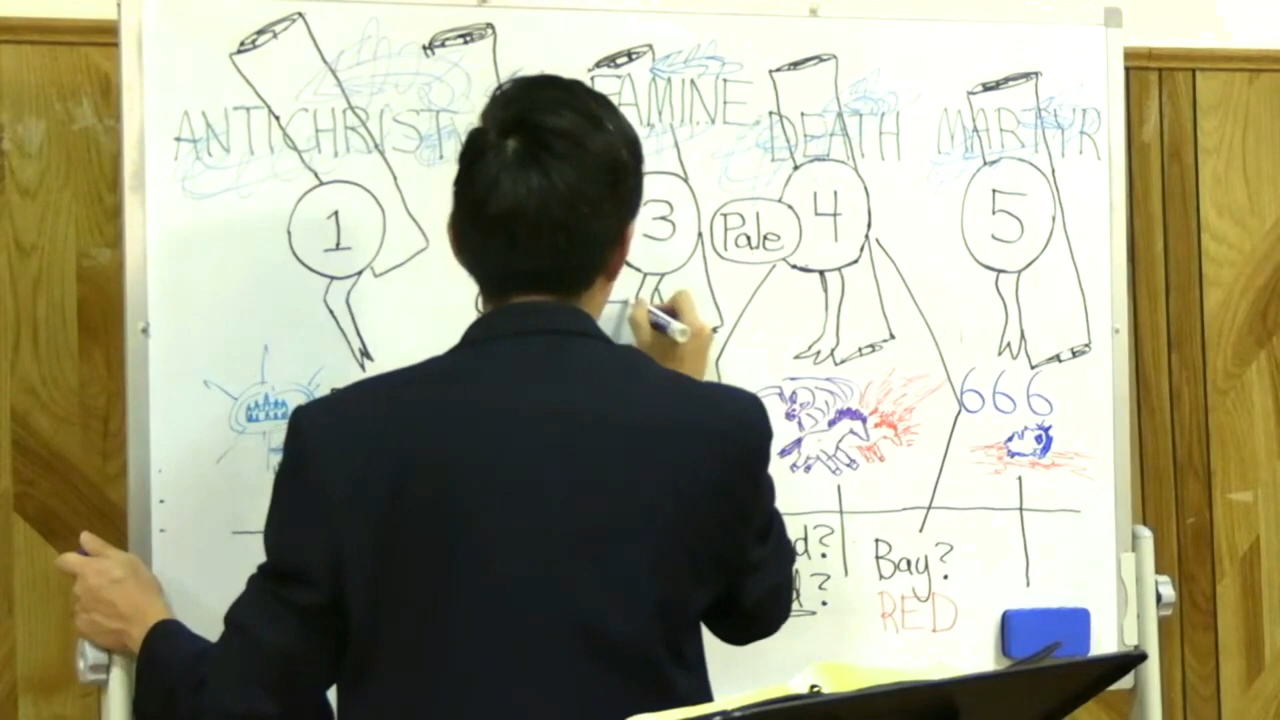 ANTICHRIST FAMINE DEATH MARTYR
1 3 Pale 4 5
666
d? Bay?
d? RED